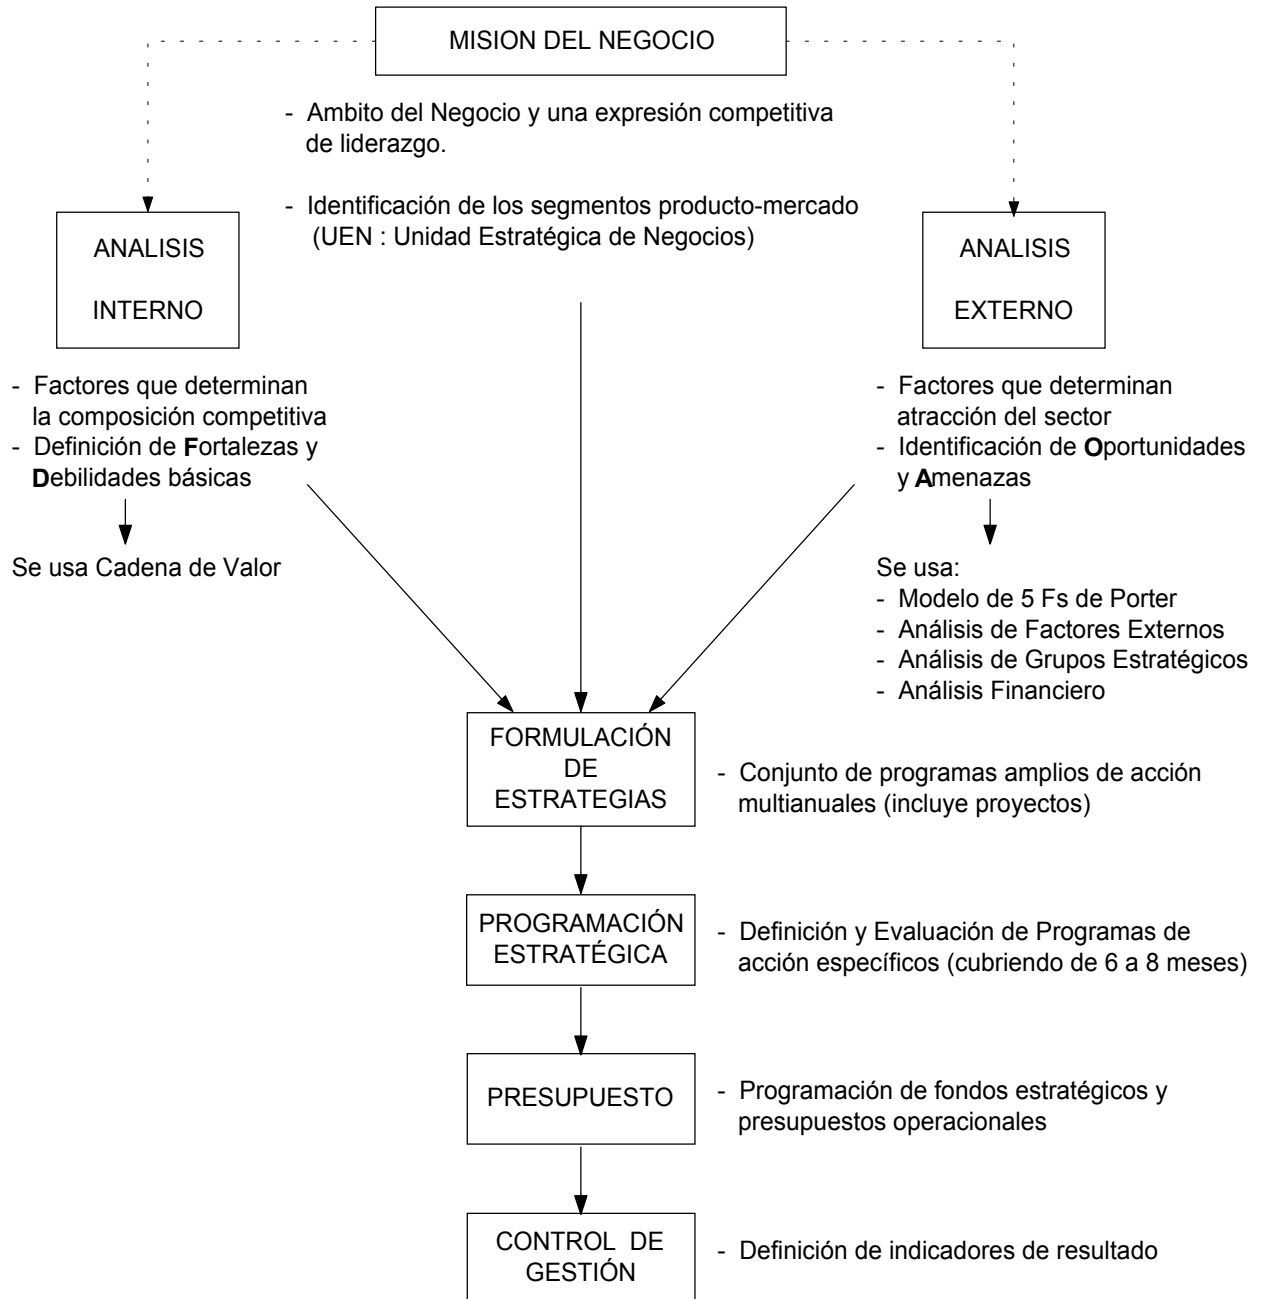 MISION DEL NEGOCIO
- Ambito del Negocio y una expresión competitiva
de liderazgo.
- Identificación de los segmentos producto-mercado
(UEN : Unidad Estratégica de Negocios)
ANALISIS
INTERNO
- Factores que determinan
la composición competitiva
- Definición de Fortalezas y
Debilidades básicas
Se usa Cadena de Valor
ANALISIS
EXTERNO
- Factores que determinan
atracción del sector
- Identificación de Oportunidades
y Amenazas
Se usa:
- Modelo de 5 Fs de Porter
- Análisis de Factores Externos
- Análisis de Grupos Estratégicos
- Análisis Financiero
FORMULACIÓN
DE
ESTRATEGIAS
- Conjunto de programas amplios de acción
multianuales (incluye proyectos)
PROGRAMACIÓN
ESTRATÉGICA
- Definición y Evaluación de Programas de
acción específicos (cubriendo de 6 a 8 meses)
PRESUPUESTO
- Programación de fondos estratégicos y
presupuestos operacionales
CONTROL DE
GESTIÓN
- Definición de indicadores de resultado